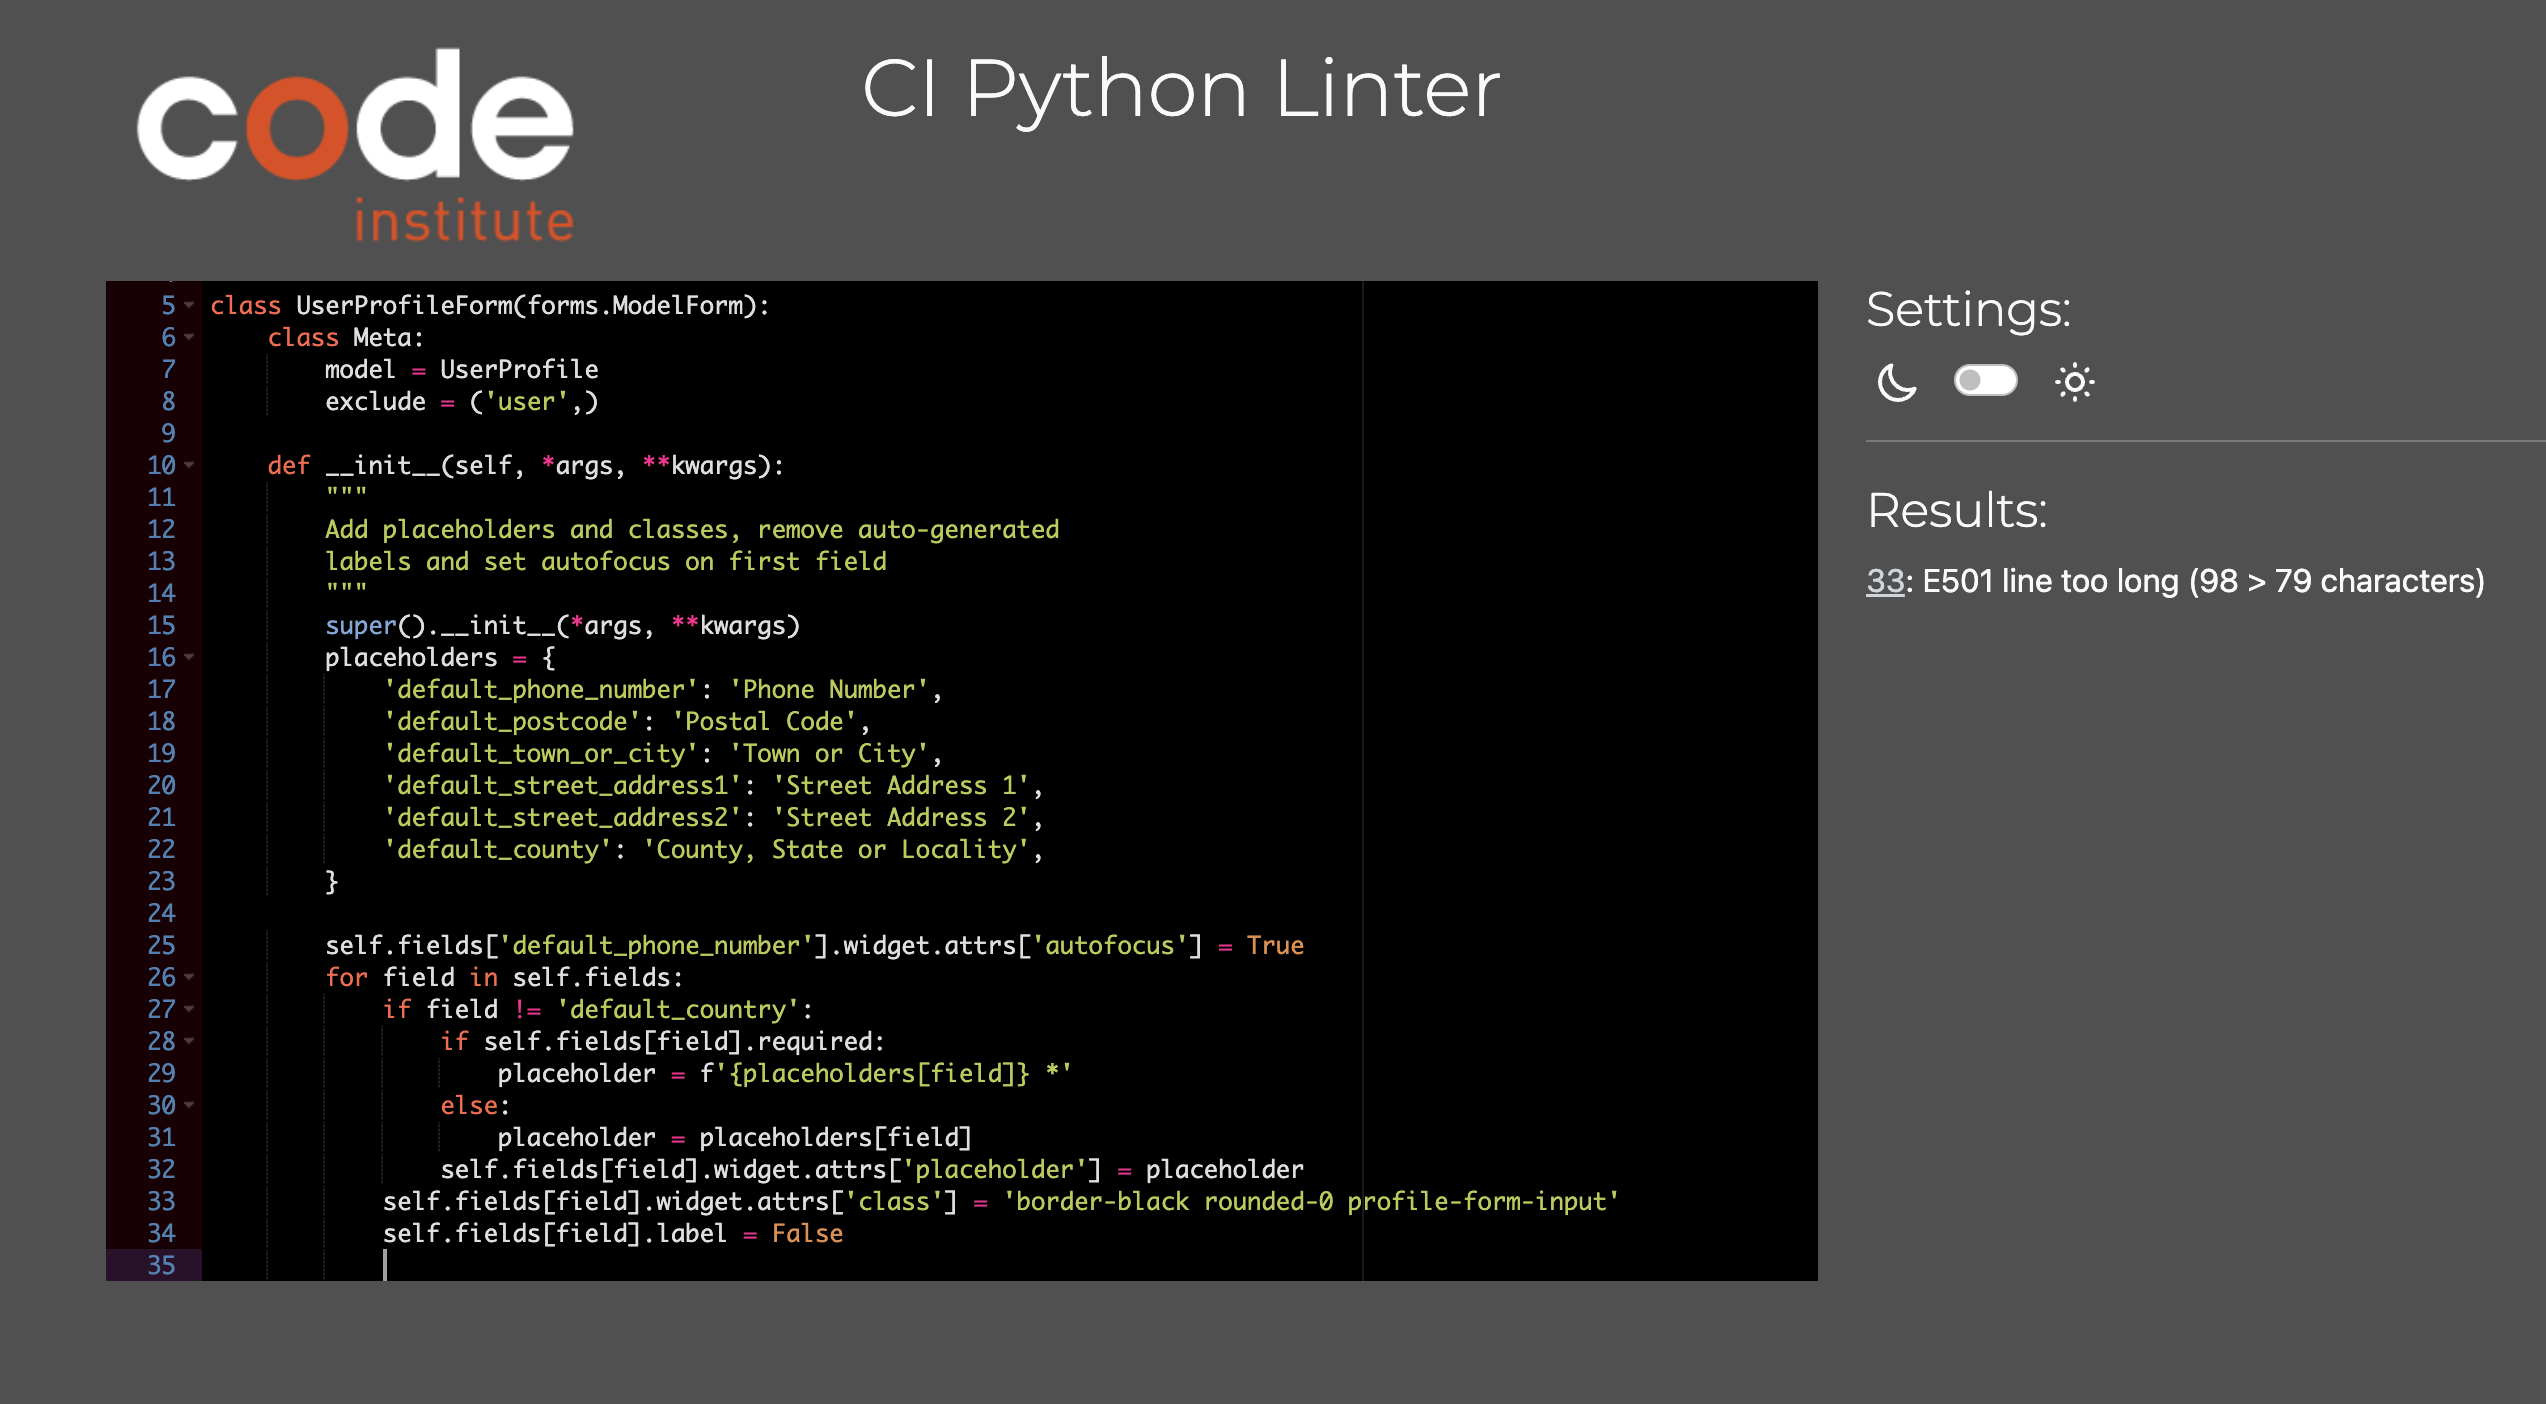 code
institute
CI Python Linter
5 class UserProfileForm(forms.ModelForm):
6     class Meta:
7         model = UserProfile
8         exclude = ('user',)
9
10     def __init__(self, *args, **kwargs):
11         """
12         Add placeholders and classes, remove auto-generated
13         labels and set autofocus on first field
14         """
15         super().__init__(*args, **kwargs)
16         placeholders = {
17             'default_phone_number': 'Phone Number',
18             'default_postcode': 'Postal Code',
19             'default_town_or_city': 'Town or City',
20             'default_street_address1': 'Street Address 1',
21             'default_street_address2': 'Street Address 2',
22             'default_county': 'County, State or Locality',
23         }
24
25         self.fields['default_phone_number'].widget.attrs['autofocus'] = True
26         for field in self.fields:
27             if field != 'default_country':
28                 if self.fields[field].required:
29                     placeholder = f'{placeholders[field]} *'
30                 else:
31                     placeholder = placeholders[field]
32                 self.fields[field].widget.attrs['placeholder'] = placeholder
33             self.fields[field].widget.attrs['class'] = 'border-black rounded-0 profile-form-input'
34             self.fields[field].label = False
35
Settings:
Results:
33: E501 line too long (98 > 79 characters)